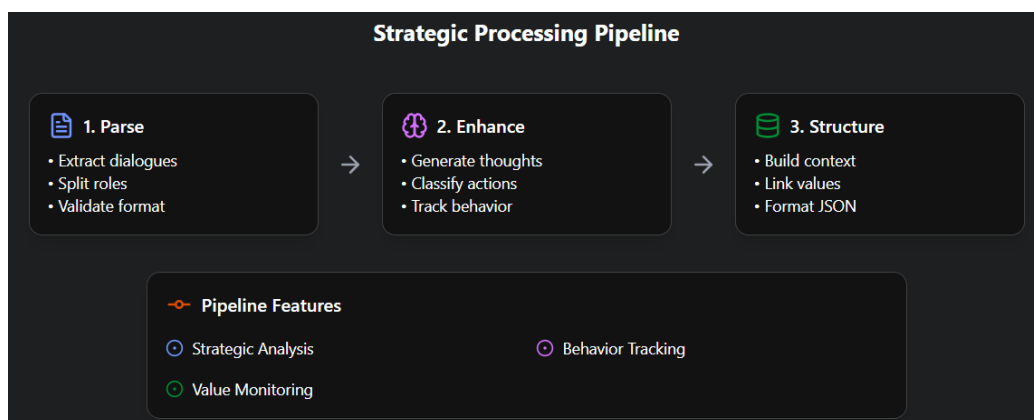 Strategic Processing Pipeline
1. Parse
• Extract dialogues
• Split roles
• Validate format
2. Enhance
• Generate thoughts
• Classify actions
• Track behavior
3. Structure
• Build context
• Link values
• Format JSON
Pipeline Features
Strategic Analysis
Behavior Tracking
Value Monitoring